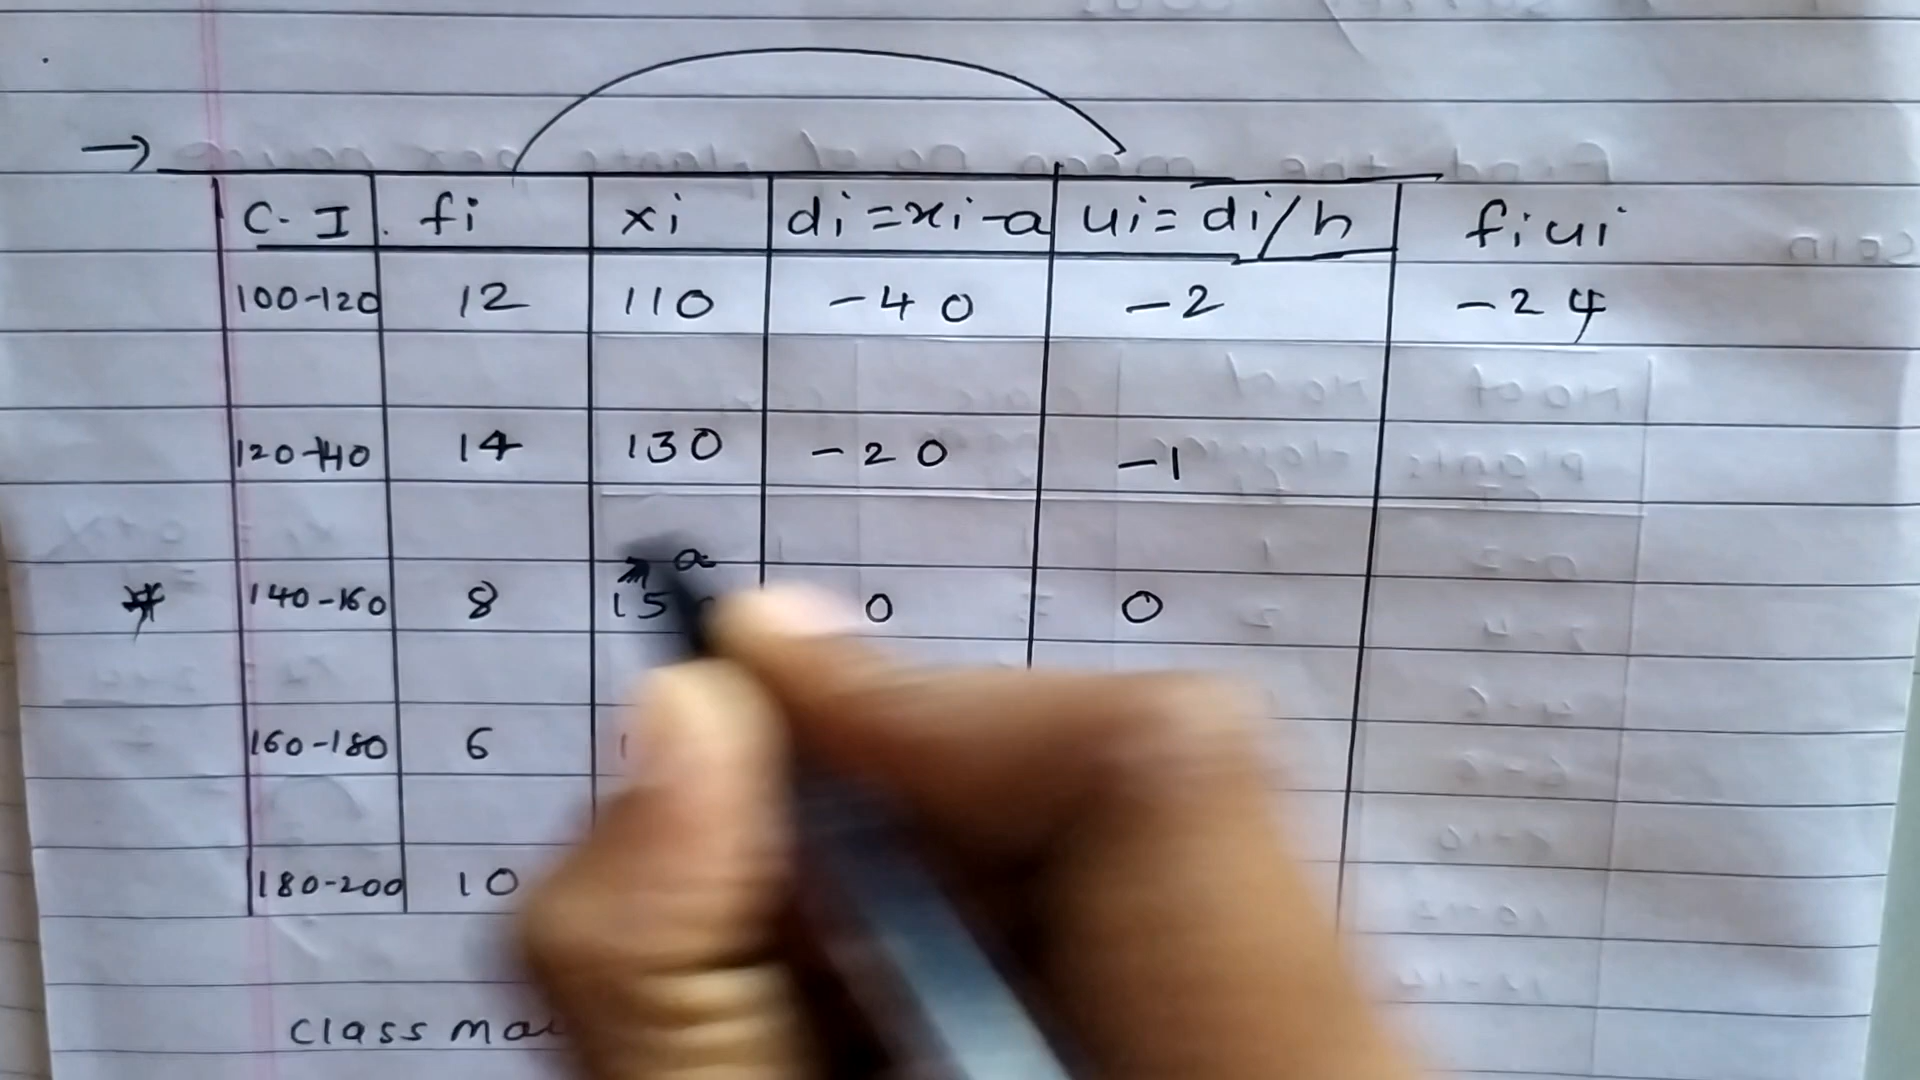 →
C.I fi xi di=xi-a ui=di/h fiui
100-120 12 110 -40 -2 -24
120-140 14 130 -20 -1
a
* 140-160 8 0 0
160-180 6
180-200 10
class